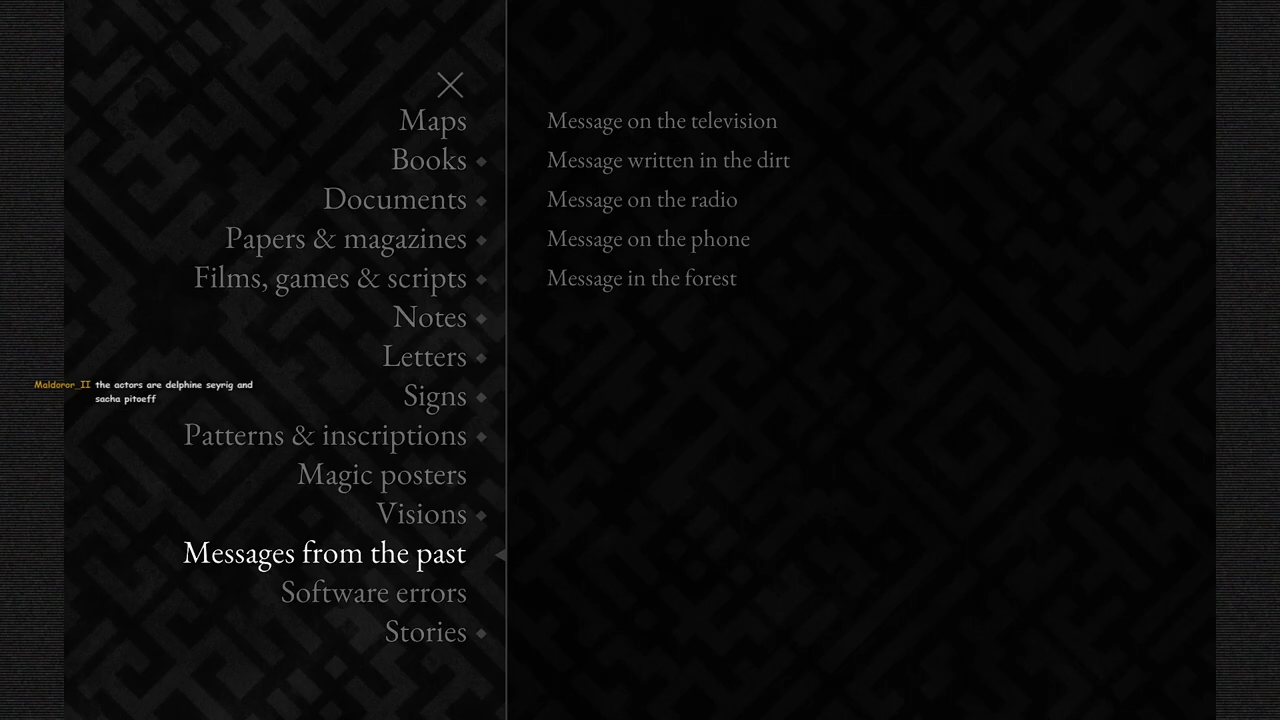 Maps
Books
Documents
Papers & magazines
Films, games & scripts
Notes
Letters
Maldoror_II the actors are delphine seyrig and
sacha pitoeff
Signs
Patterns & inscriptions
Magic posters
Visions
Messages from the past
Software errors
Stories
Message on the television
Message written in the dirt
Message on the radio
Message on the phone
Message in the forest